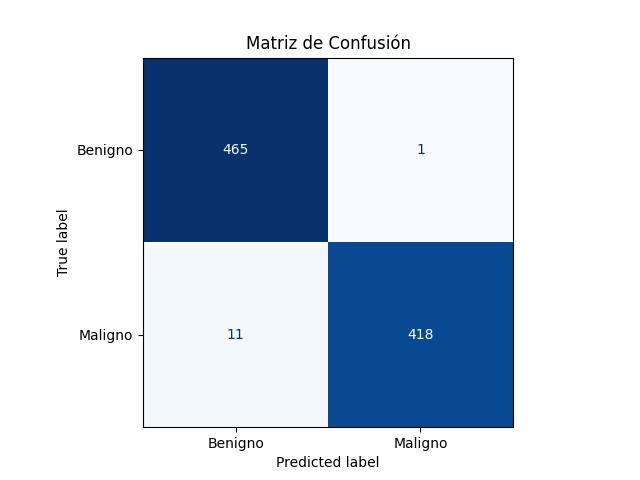 Matriz de Confusión
True label
Benigno
465
1
Maligno
11
418
Benigno
Maligno
Predicted label